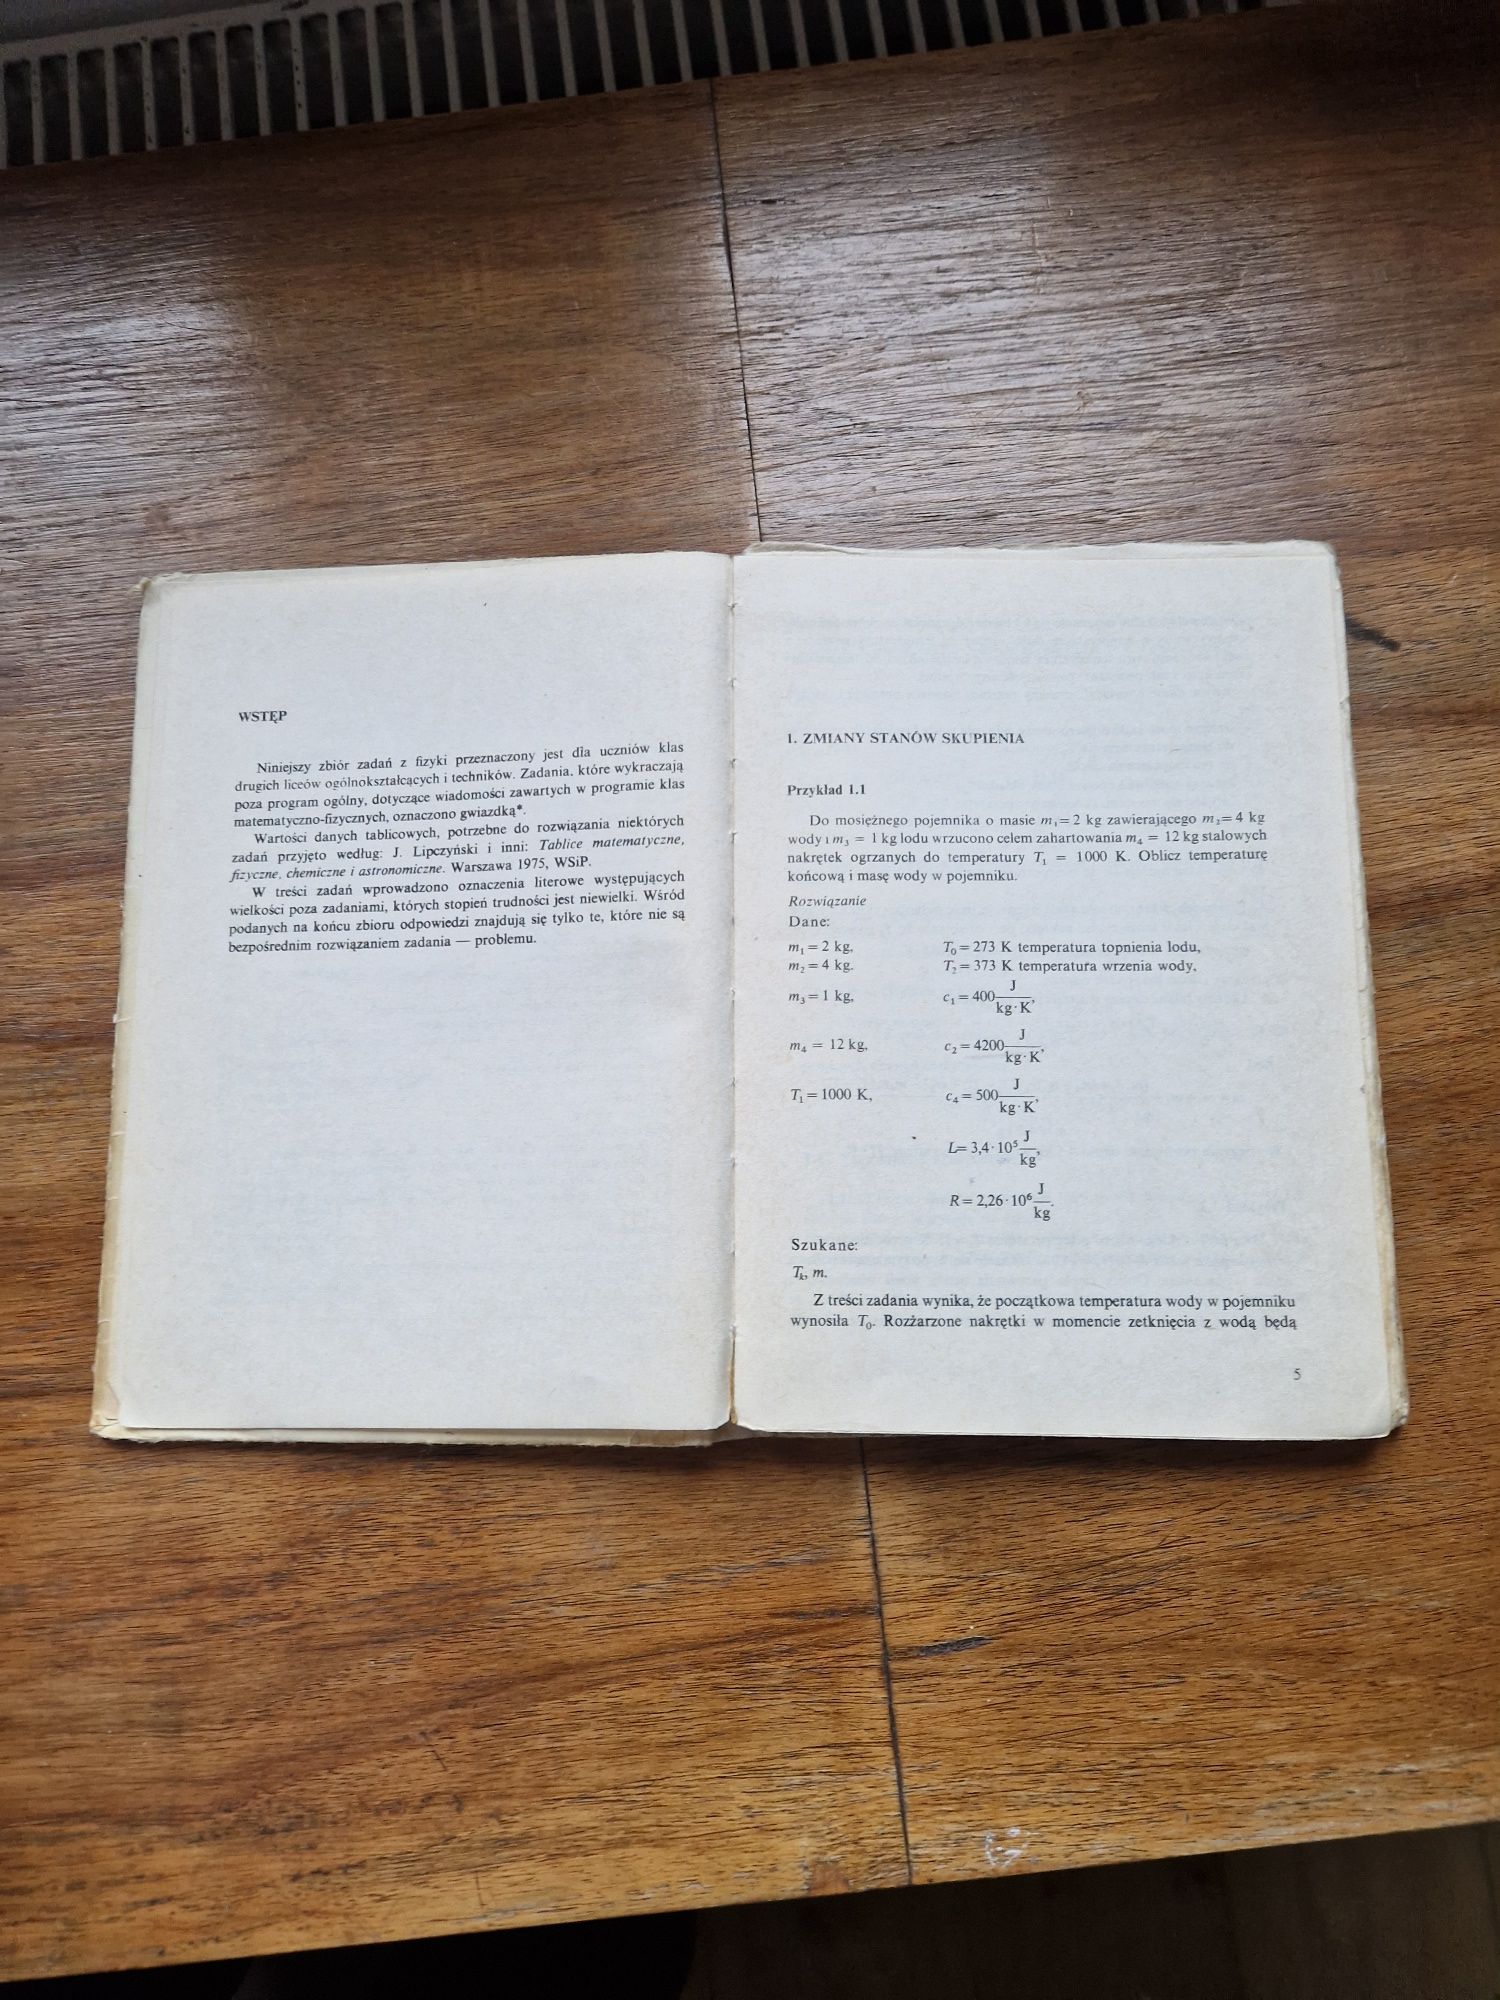 WSTĘP
Niniejszy zbiór zadań z fizyki przeznaczony jest dla uczniów klas
drugich liceów ogólnokształcących i techników. Zadania, które wykraczają
poza program ogólny, dotyczące wiadomości zawartych w programie klas
matematyczno-fizycznych, oznaczono gwiazdką*.
Wartości danych tablicowych, potrzebne do rozwiązania niektórych
zadań przyjęto według: J. Lipczyński i inni: Tablice matematyczne,
fizyczne, chemiczne i astronomiczne. Warszawa 1975, WSiP.
W treści zadań wprowadzono oznaczenia literowe występujących
wielkości poza zadaniami, których stopień trudności jest niewielki. Wśród
podanych na końcu zbioru odpowiedzi znajdują się tylko te, które nie są
bezpośrednim rozwiązaniem zadania — problemu.
1. ZMIANY STANÓW SKUPIENIA
Przykład 1.1
Do mosiężnego pojemnika o masie m₁ = 2 kg zawierającego m₂ = 4 kg
wody i m₃ = 1 kg lodu wrzucono celem zahartowania m₄ = 12 kg stalowych
nakrętek ogrzanych do temperatury T₁ = 1000 K. Oblicz temperaturę
końcową i masę wody w pojemniku.
Rozwiązanie
Dane:
m₁ = 2 kg, T₀ = 273 K temperatura topnienia lodu,
m₂ = 4 kg. T₂ = 373 K temperatura wrzenia wody,
m₃ = 1 kg, c₁ = 400 J/kg·K,
m₄ = 12 kg, c₂ = 4200 J/kg·K,
T₁ = 1000 K, c₄ = 500 J/kg·K,
L = 3,4·10⁵ J/kg,
R = 2,26·10⁶ J/kg.
Szukane:
Tₖ, m.
Z treści zadania wynika, że początkowa temperatura wody w pojemniku
wynosiła T₀. Rozżarzone nakrętki w momencie zetknięcia z wodą będą
5